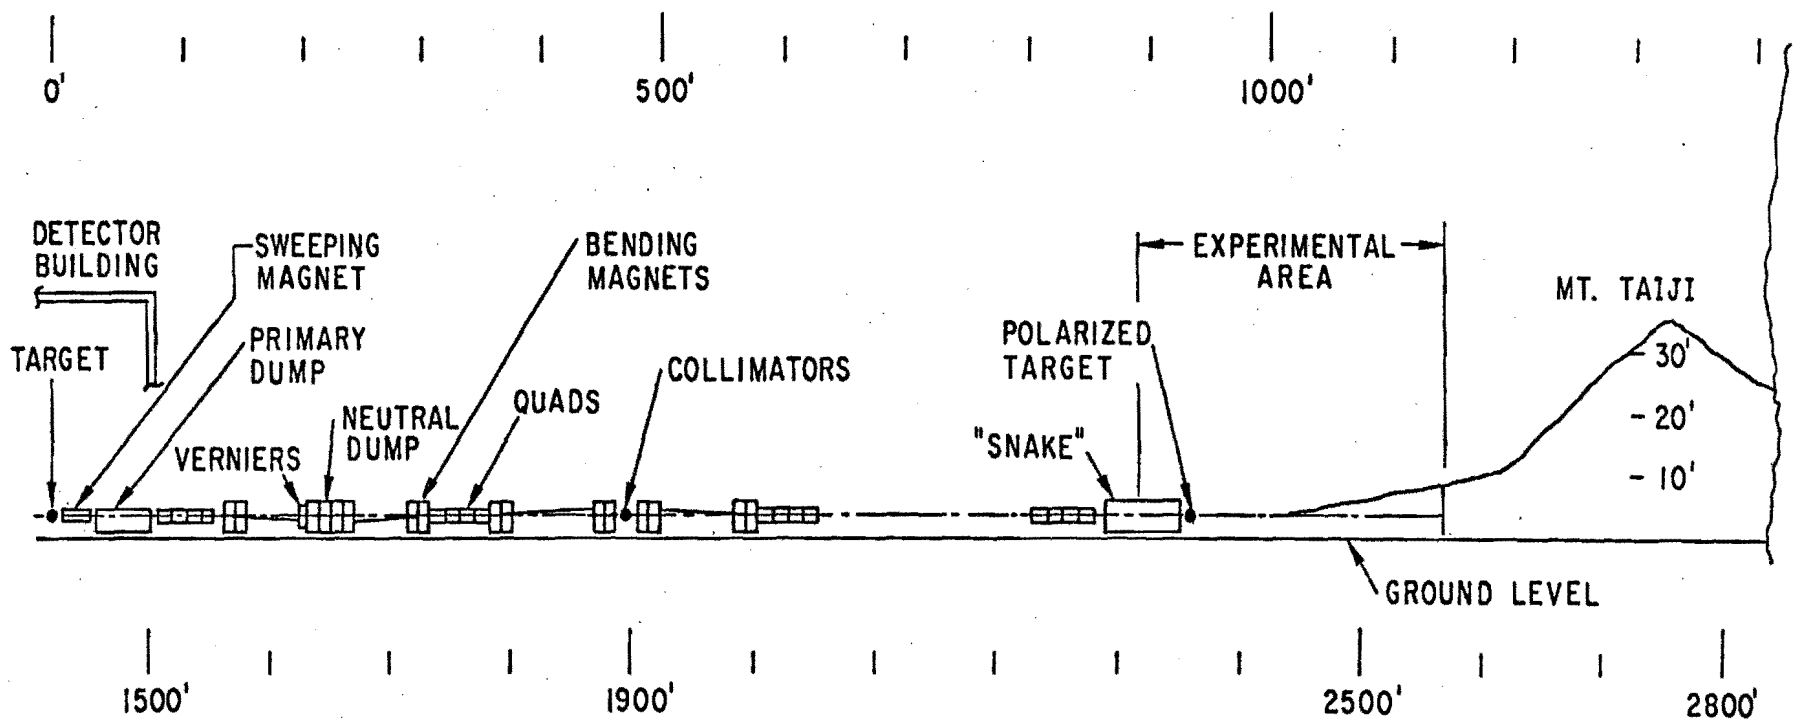 0'
500'
1000'
DETECTOR
BUILDING
SWEEPING
MAGNET
BENDING
MAGNETS
EXPERIMENTAL
AREA
MT. TAIJI
TARGET
PRIMARY
DUMP
POLARIZED
TARGET
COLLIMATORS
30'
20'
10'
QUADS
NEUTRAL
DUMP
VERNIERS
"SNAKE"
GROUND LEVEL
1500'
1900'
2500'
2800'